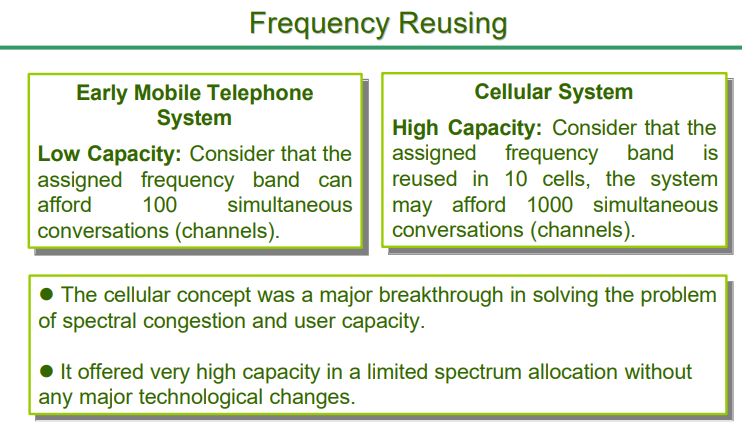 Frequency Reusing
Early Mobile Telephone
System
Low Capacity: Consider that the
assigned frequency band can
afford 100 simultaneous
conversations (channels).
Cellular System
High Capacity: Consider that the
assigned frequency band is
reused in 10 cells, the system
may afford 1000 simultaneous
conversations (channels).
● The cellular concept was a major breakthrough in solving the problem
of spectral congestion and user capacity.
● It offered very high capacity in a limited spectrum allocation without
any major technological changes.